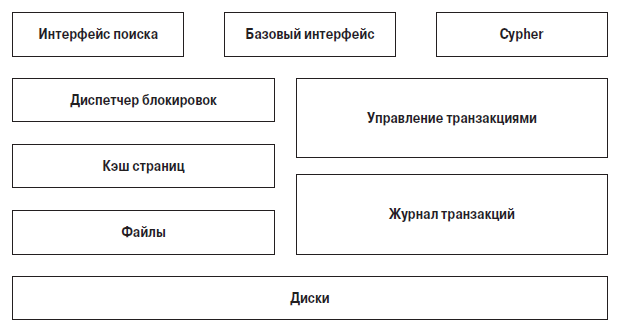 Интерфейс поиска
Базовый интерфейс
Cypher
Диспетчер блокировок
Управление транзакциями
Кэш страниц
Журнал транзакций
Файлы
Диски